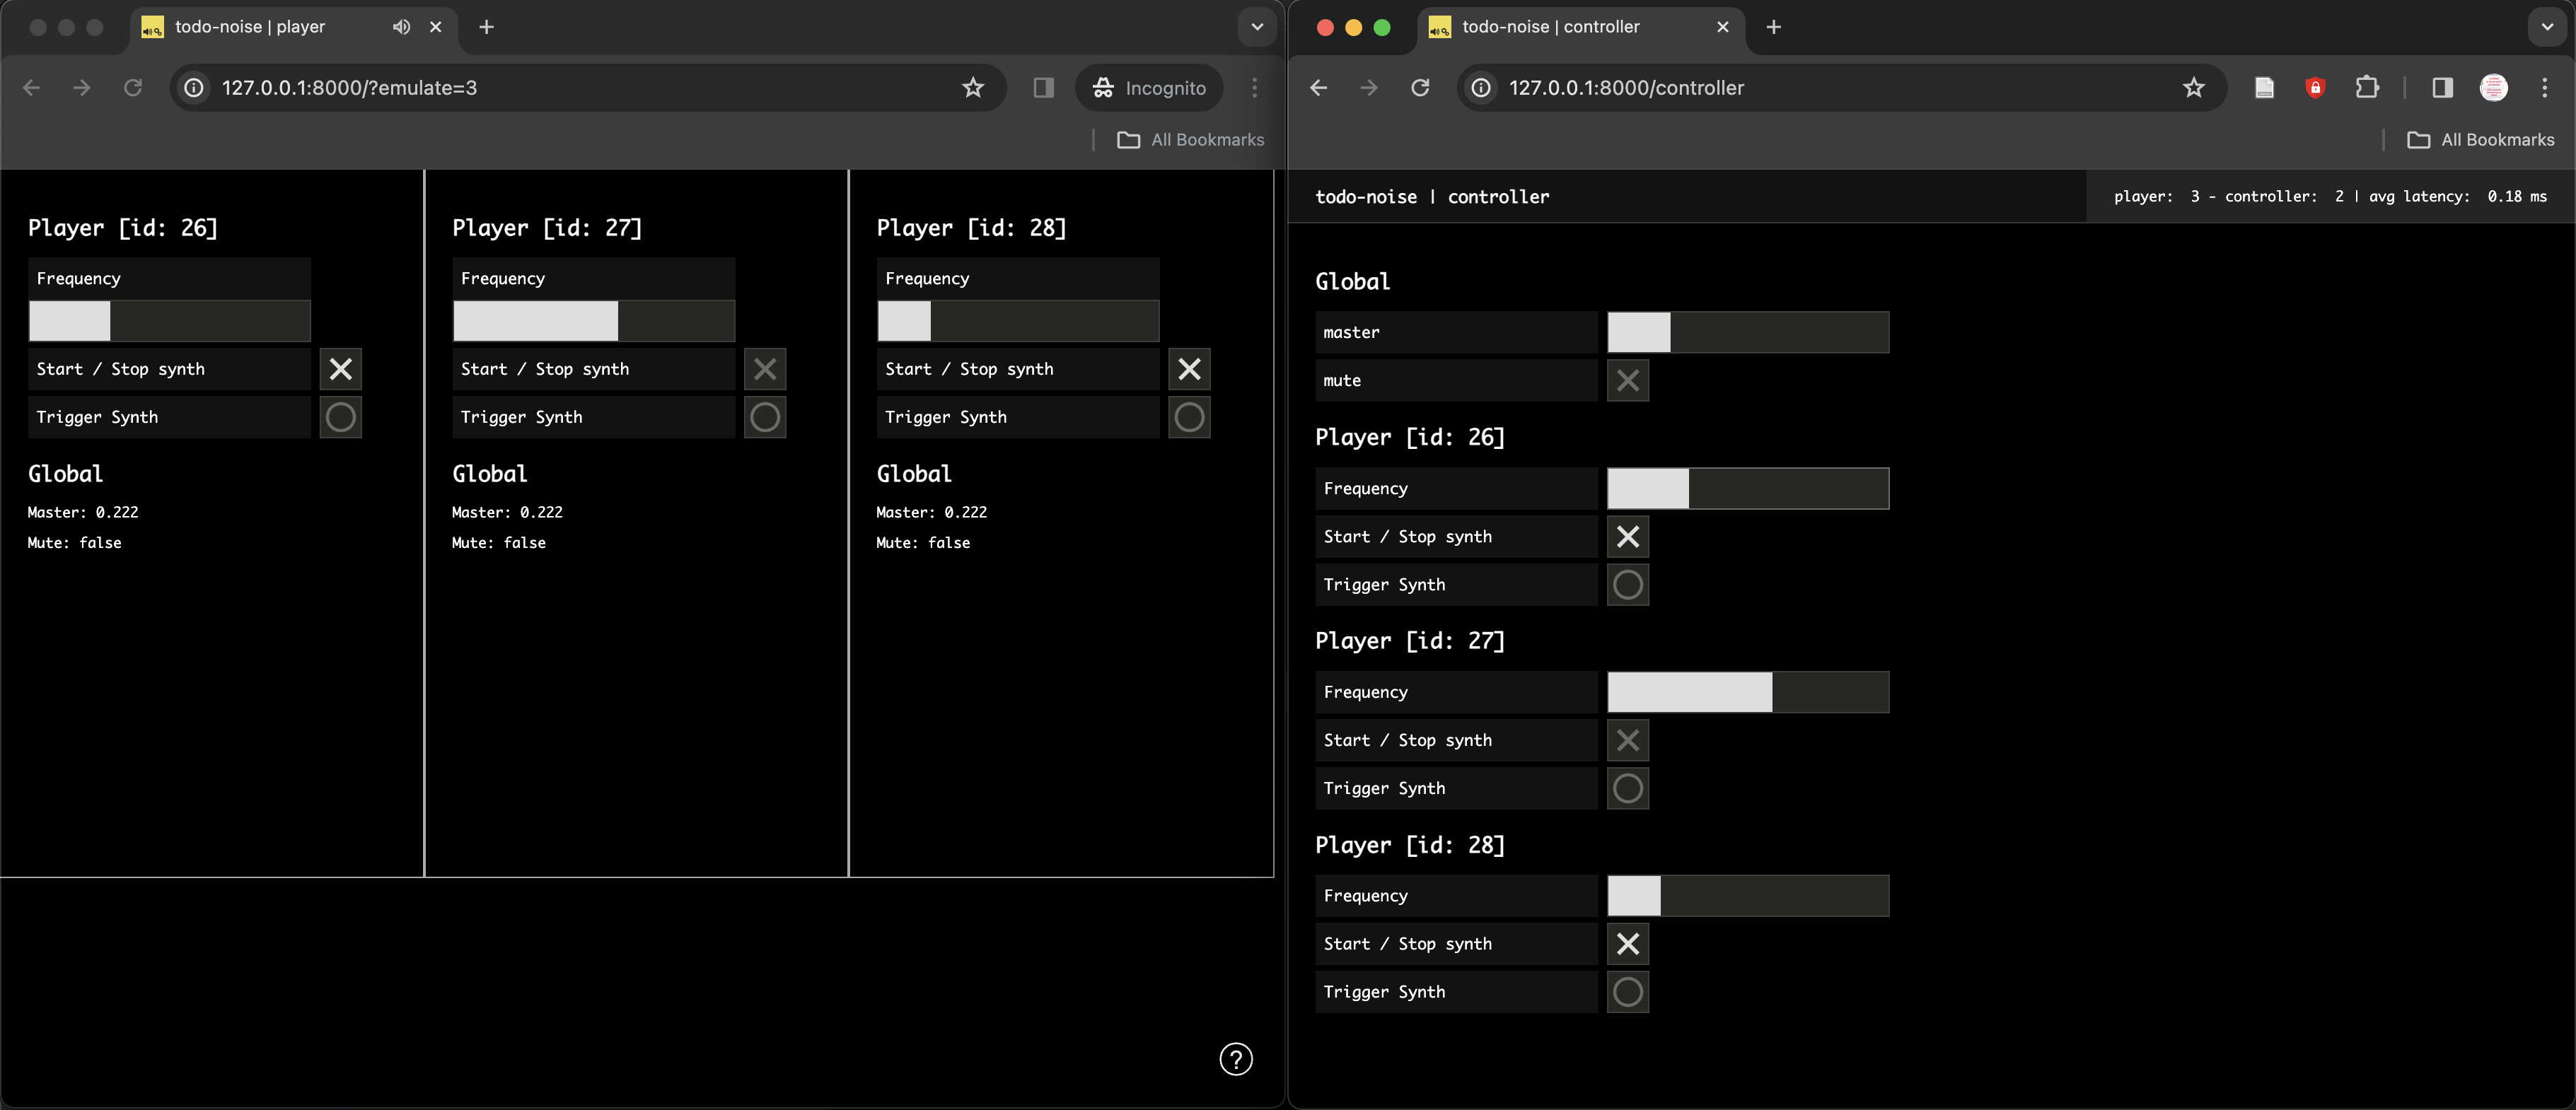 todo-noise | player
127.0.0.1:8000/?emulate=3
Incognito
All Bookmarks
Player [id: 26]
Frequency
Start / Stop synth
Trigger Synth
Global
Master: 0.222
Mute: false
Player [id: 27]
Frequency
Start / Stop synth
Trigger Synth
Global
Master: 0.222
Mute: false
Player [id: 28]
Frequency
Start / Stop synth
Trigger Synth
Global
Master: 0.222
Mute: false
?
todo-noise | controller
127.0.0.1:8000/controller
All Bookmarks
todo-noise | controller
player: 3 - controller: 2 | avg latency: 0.18 ms
Global
master
mute
Player [id: 26]
Frequency
Start / Stop synth
Trigger Synth
Player [id: 27]
Frequency
Start / Stop synth
Trigger Synth
Player [id: 28]
Frequency
Start / Stop synth
Trigger Synth